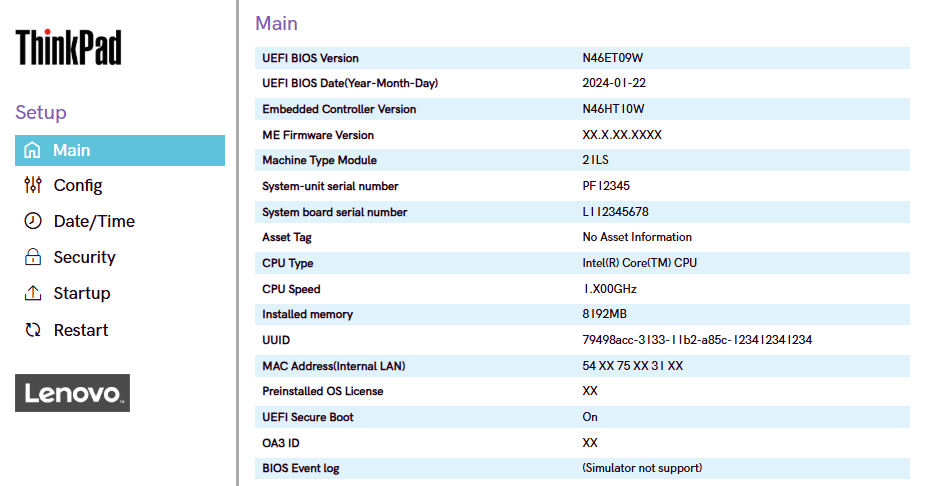 ThinkPad
Setup
Main
Config
Date/Time
Security
Startup
Restart
Lenovo
Main
UEFI BIOS Version N46ET09W
UEFI BIOS Date(Year-Month-Day) 2024-01-22
Embedded Controller Version N46HT10W
ME Firmware Version XX.X.XX.XXXX
Machine Type Module 21LS
System-unit serial number PF12345
System board serial number L112345678
Asset Tag No Asset Information
CPU Type Intel(R) Core(TM) CPU
CPU Speed 1.X00GHz
Installed memory 8192MB
UUID 79498acc-3133-11b2-a85c-123412341234
MAC Address(Internal LAN) 54 XX 75 XX 31 XX
Preinstalled OS License XX
UEFI Secure Boot On
OA3 ID XX
BIOS Event log (Simulator not support)